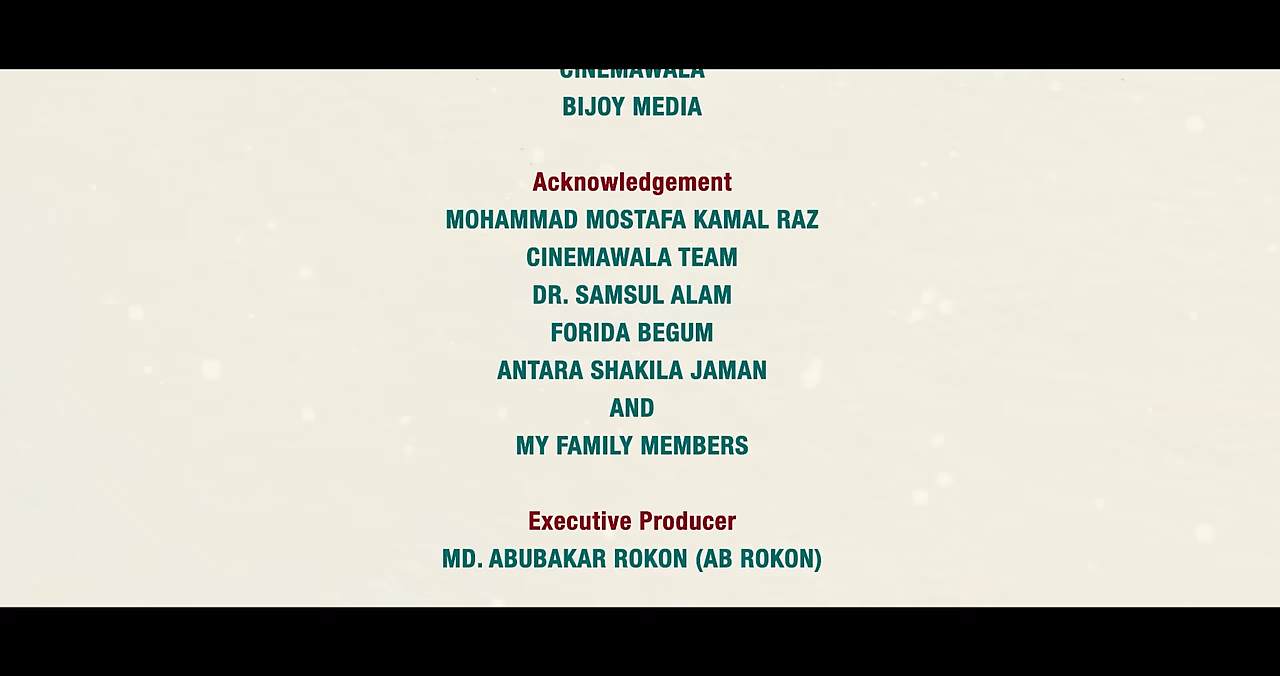 CINEMAWALA
BIJOY MEDIA
Acknowledgement
MOHAMMAD MOSTAFA KAMAL RAZ
CINEMAWALA TEAM
DR. SAMSUL ALAM
FORIDA BEGUM
ANTARA SHAKILA JAMAN
AND
MY FAMILY MEMBERS
Executive Producer
MD. ABUBAKAR ROKON (AB ROKON)